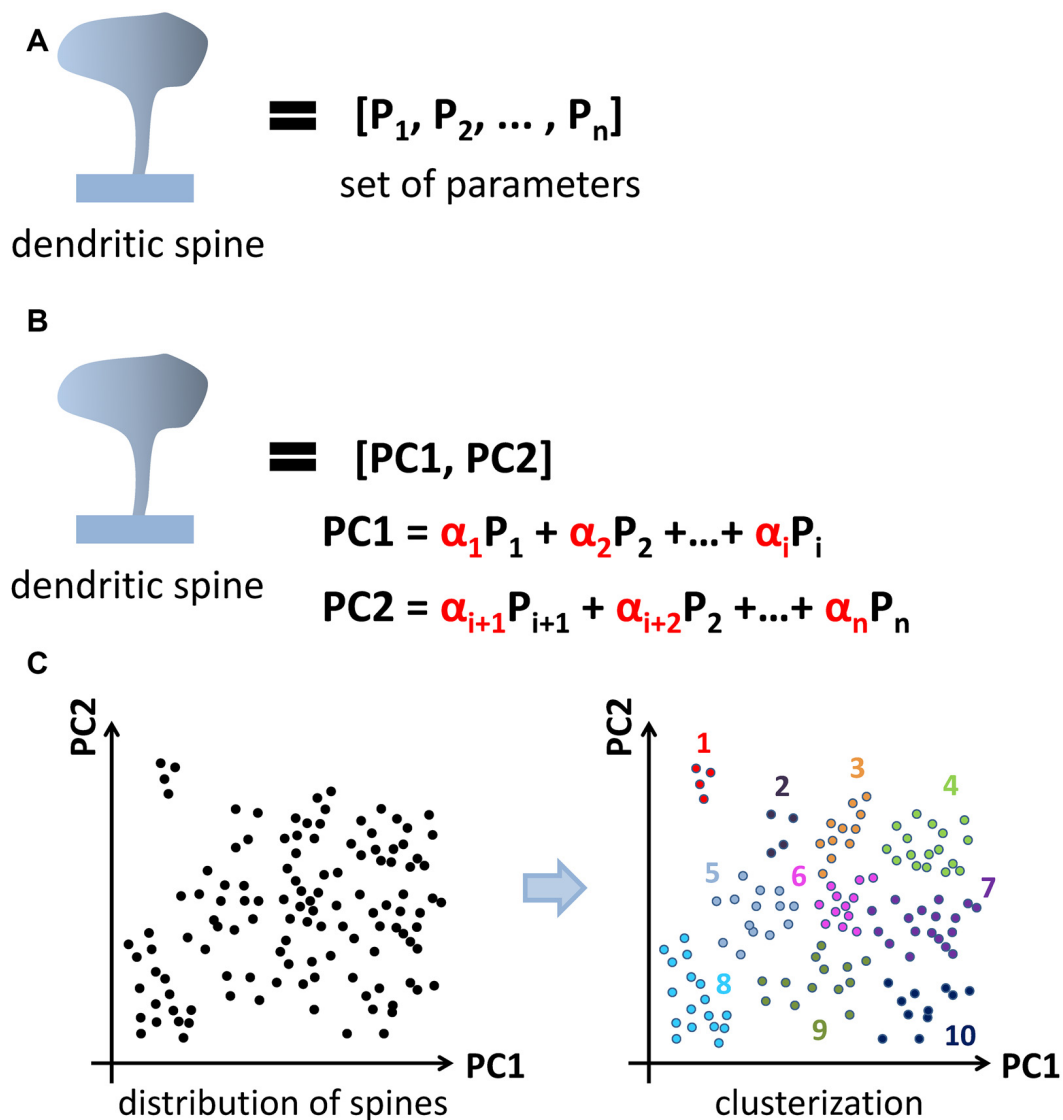 A
= [P₁, P₂, ... , Pₙ]
set of parameters
dendritic spine
B
= [PC1, PC2]
PC1 = α₁P₁ + α₂P₂ +...+ αᵢPᵢ
dendritic spine
PC2 = αᵢ₊₁Pᵢ₊₁ + αᵢ₊₂P₂ +...+ αₙPₙ
C
PC2
PC1
distribution of spines
PC2
1
2
3
4
5
6
7
8
9
10
PC1
clusterization